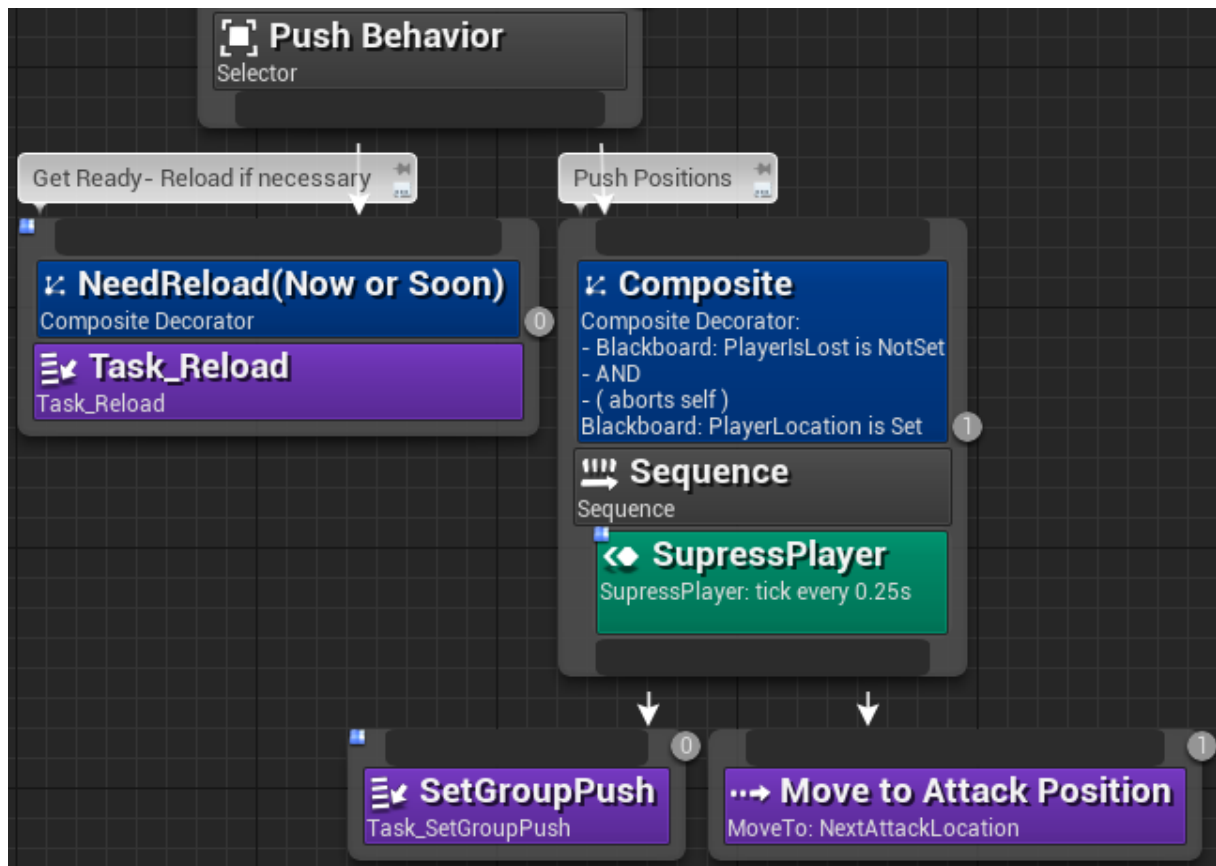 Push Behavior
Selector
Get Ready- Reload if necessary
Push Positions
NeedReload(Now or Soon)
Composite Decorator
0
Task_Reload
Task_Reload
Composite
Composite Decorator:
- Blackboard: PlayerIsLost is NotSet
- AND
- ( aborts self )
Blackboard: PlayerLocation is Set
1
Sequence
Sequence
SupressPlayer
SupressPlayer: tick every 0.25s
0
SetGroupPush
Task_SetGroupPush
1
Move to Attack Position
MoveTo: NextAttackLocation